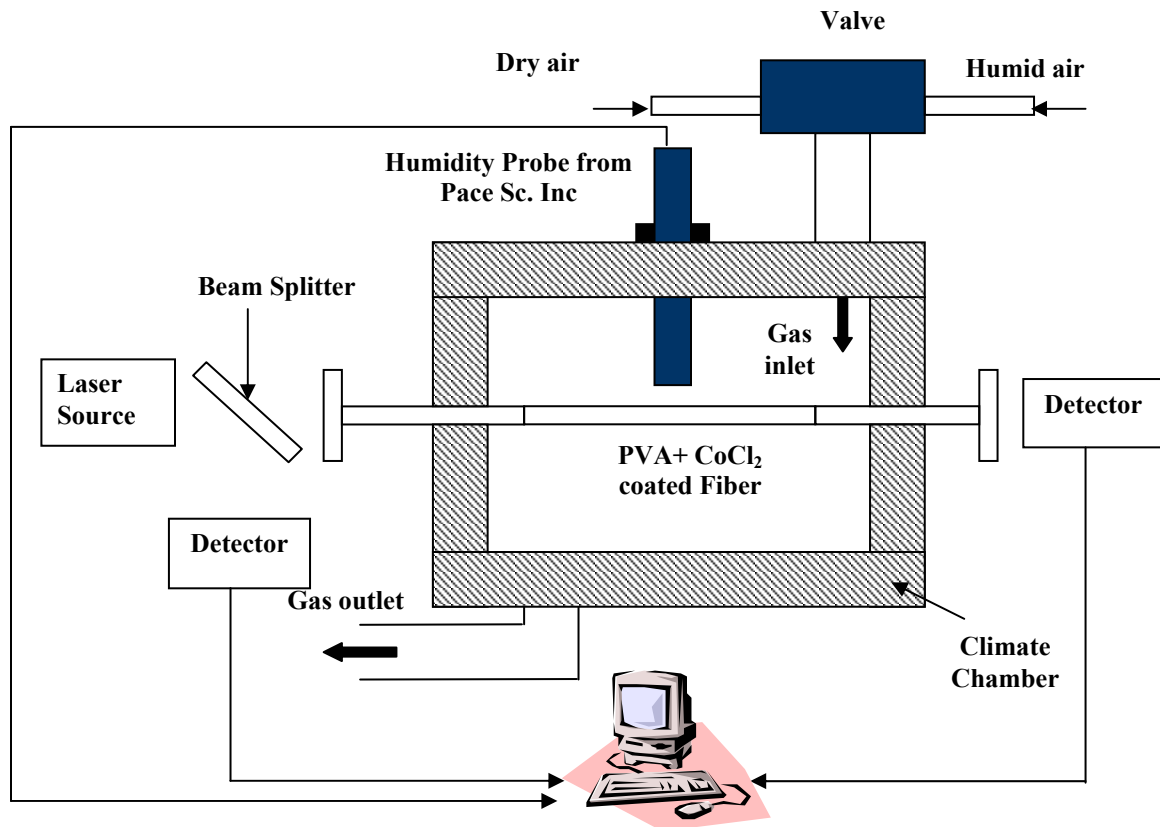 Valve
Dry air
Humid air
Humidity Probe from
Pace Sc. Inc
Beam Splitter
Gas
inlet
Laser
Source
Detector
PVA+ CoCl₂
coated Fiber
Detector
Gas outlet
Climate
Chamber